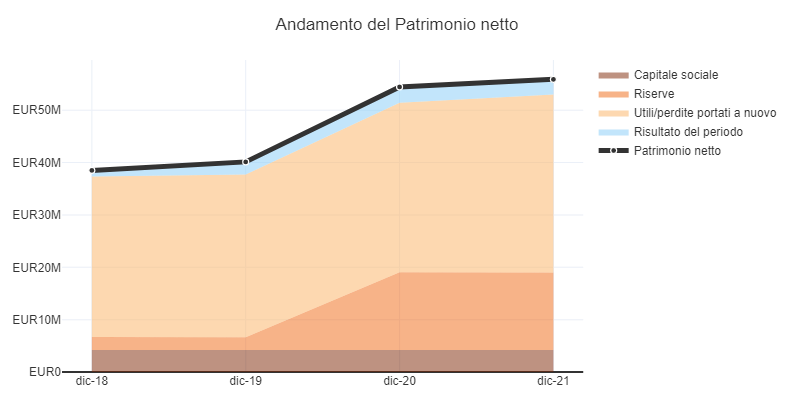 Andamento del Patrimonio netto
Capitale sociale
Riserve
Utili/perdite portati a nuovo
Risultato del periodo
Patrimonio netto
EUR50M
EUR40M
EUR30M
EUR20M
EUR10M
EUR0
dic-18 dic-19 dic-20 dic-21